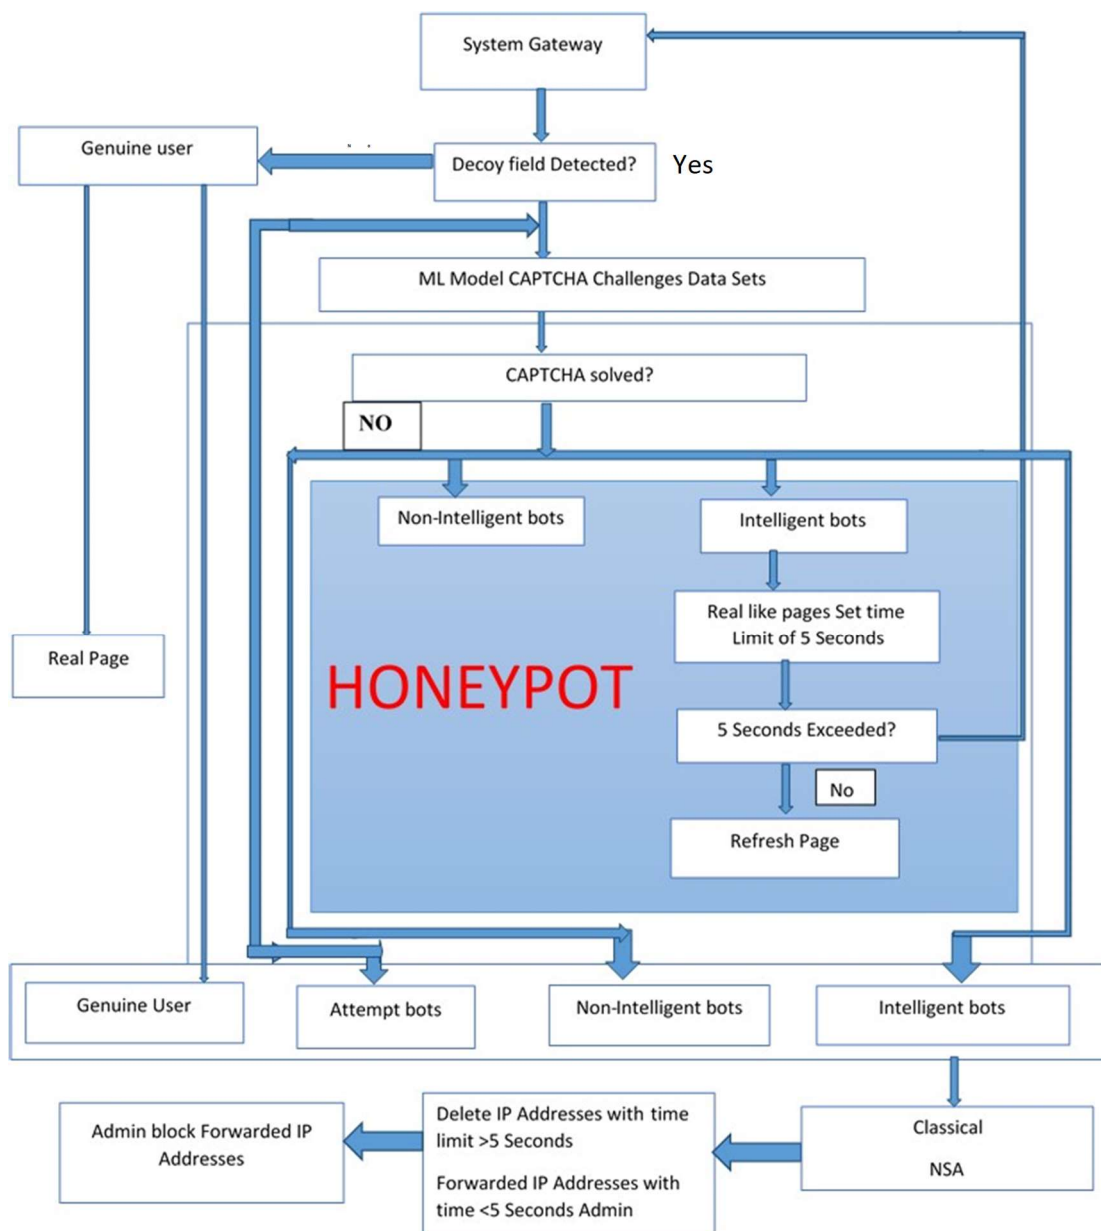 System Gateway
Genuine user
Decoy field Detected?
Yes
ML Model CAPTCHA Challenges Data Sets
CAPTCHA solved?
NO
Non-Intelligent bots
Intelligent bots
Real like pages Set time
Limit of 5 Seconds
Real Page
HONEYPOT
5 Seconds Exceeded?
No
Refresh Page
Genuine User
Attempt bots
Non-Intelligent bots
Intelligent bots
Admin block Forwarded IP
Addresses
Delete IP Addresses with time
limit >5 Seconds
Forwarded IP Addresses with
time <5 Seconds Admin
Classical
NSA